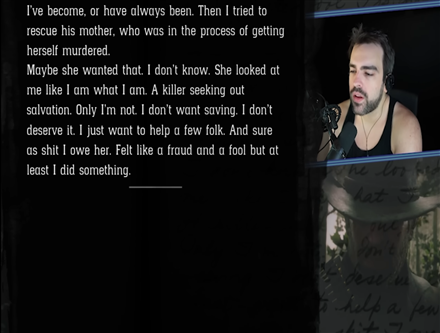 I've become, or have always been. Then I tried to
rescue his mother, who was in the process of getting
herself murdered.
Maybe she wanted that. I don't know. She looked at
me like I am what I am. A killer seeking out
salvation. Only I'm not. I don't want saving. I don't
deserve it. I just want to help a few folk. And sure
as shit I owe her. Felt like a fraud and a fool but at
least I did something.